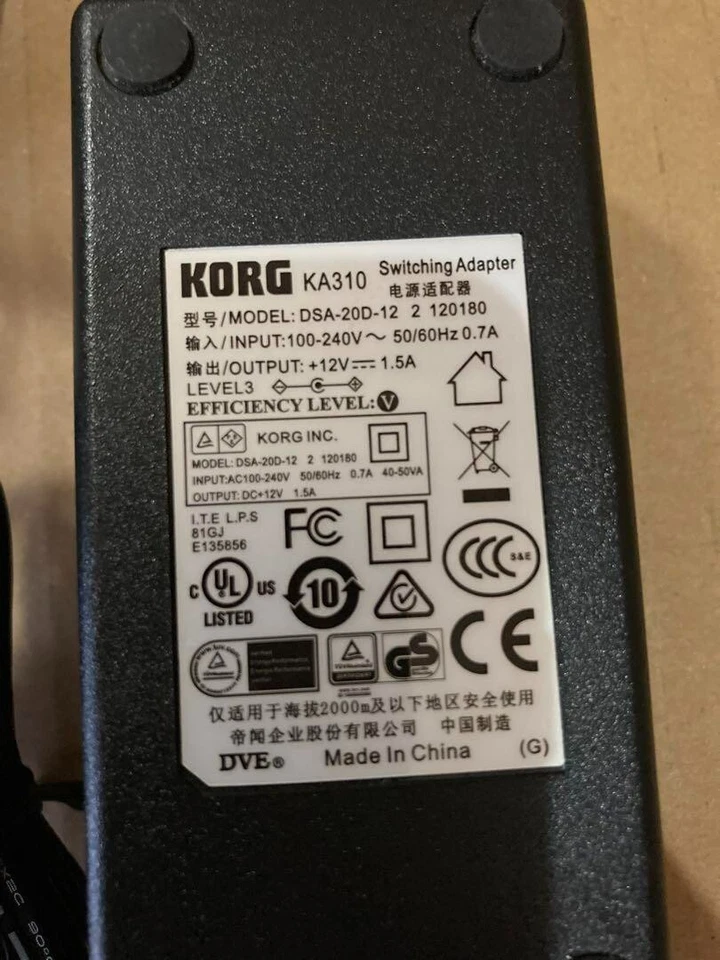 KORG KA310 Switching Adapter
电源适配器
型号/MODEL: DSA-20D-12 2 120180
输入/INPUT:100-240V～ 50/60Hz 0.7A
输出/OUTPUT: +12V⎓ 1.5A
LEVEL3 - C +
EFFICIENCY LEVEL: V
KORG INC.
MODEL: DSA-20D-12 2 120180
INPUT:AC100-240V 50/60Hz 0.7A 40-50VA
OUTPUT: DC+12V 1.5A
I.T.E L.P.S
81GJ
E135856
FC
CCC S&E
C UL US
LISTED
10
CE
TÜVRheinland
GS
仅适用于海拔2000m及以下地区安全使用
帝闻企业股份有限公司 中国制造
DVE® Made In China (G)